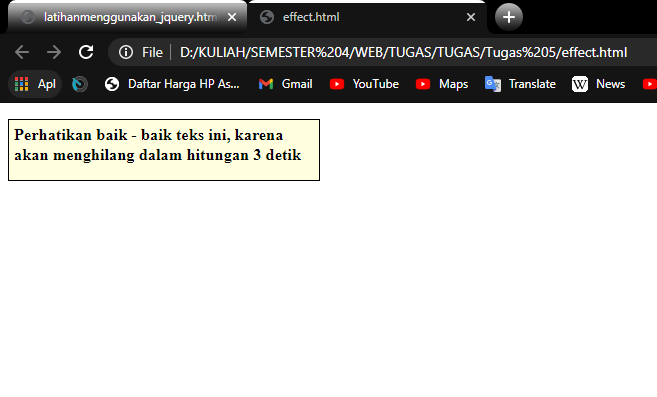 latihanmenggunakan_jquery.htm
effect.html
File D:/KULIAH/SEMESTER%204/WEB/TUGAS/TUGAS/Tugas%205/effect.html
Apl Daftar Harga HP As... Gmail YouTube Maps Translate W News
Perhatikan baik - baik teks ini, karena
akan menghilang dalam hitungan 3 detik